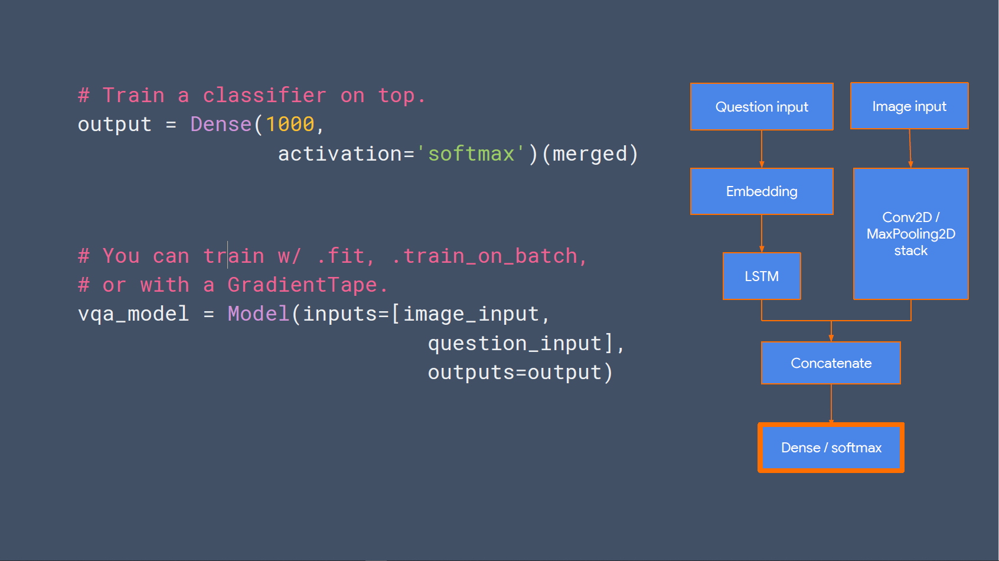 # Train a classifier on top.
output = Dense(1000,
activation='softmax')(merged)
# You can train w/ .fit, .train_on_batch,
# or with a GradientTape.
vqa_model = Model(inputs=[image_input,
question_input],
outputs=output)
Question input
Image input
Embedding
Conv2D /
MaxPooling2D
stack
LSTM
Concatenate
Dense / softmax